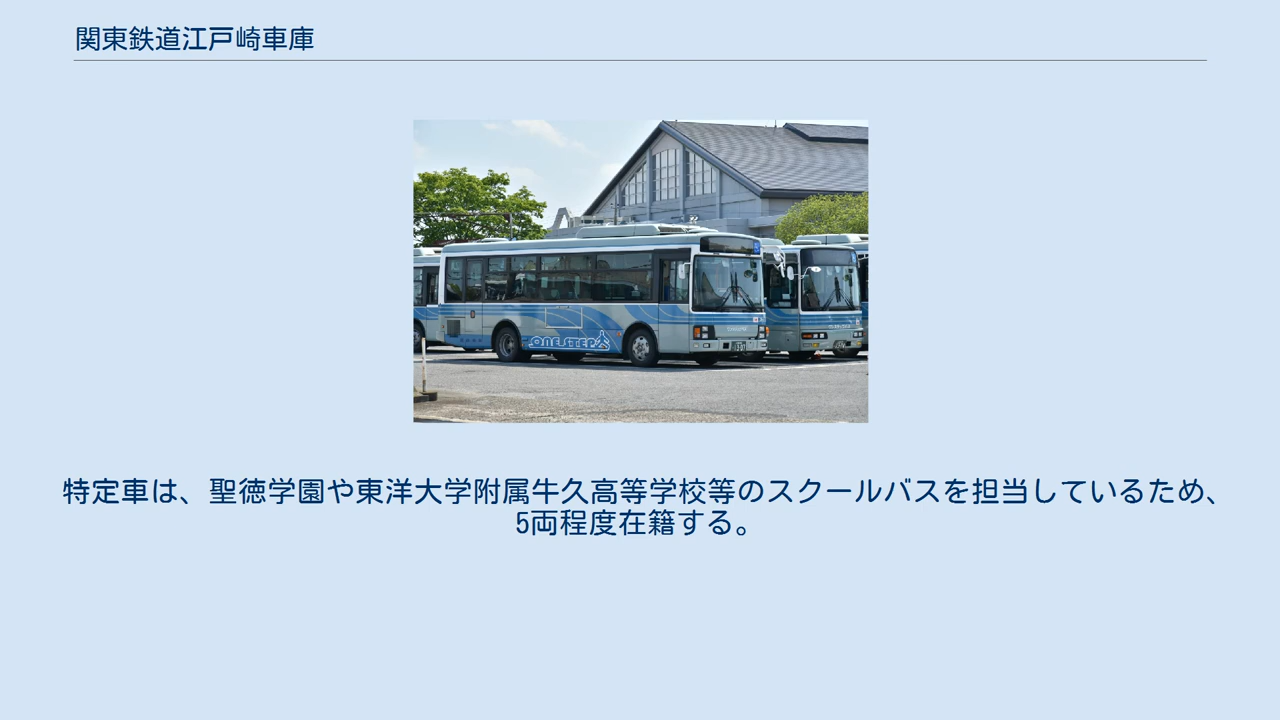 関東鉄道江戸崎車庫
ONE STEP
特定車は、聖徳学園や東洋大学附属牛久高等学校等のスクールバスを担当しているため、
5両程度在籍する。